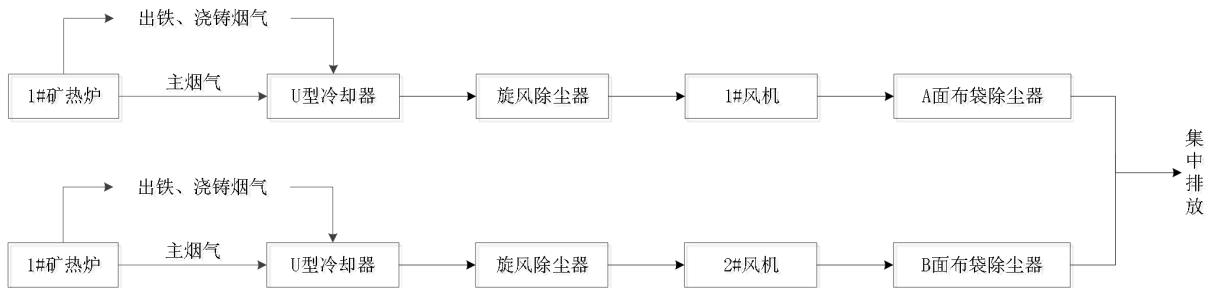 出铁、浇铸烟气
1#矿热炉
主烟气
U型冷却器
旋风除尘器
1#风机
A面布袋除尘器
集中排放
出铁、浇铸烟气
1#矿热炉
主烟气
U型冷却器
旋风除尘器
2#风机
B面布袋除尘器